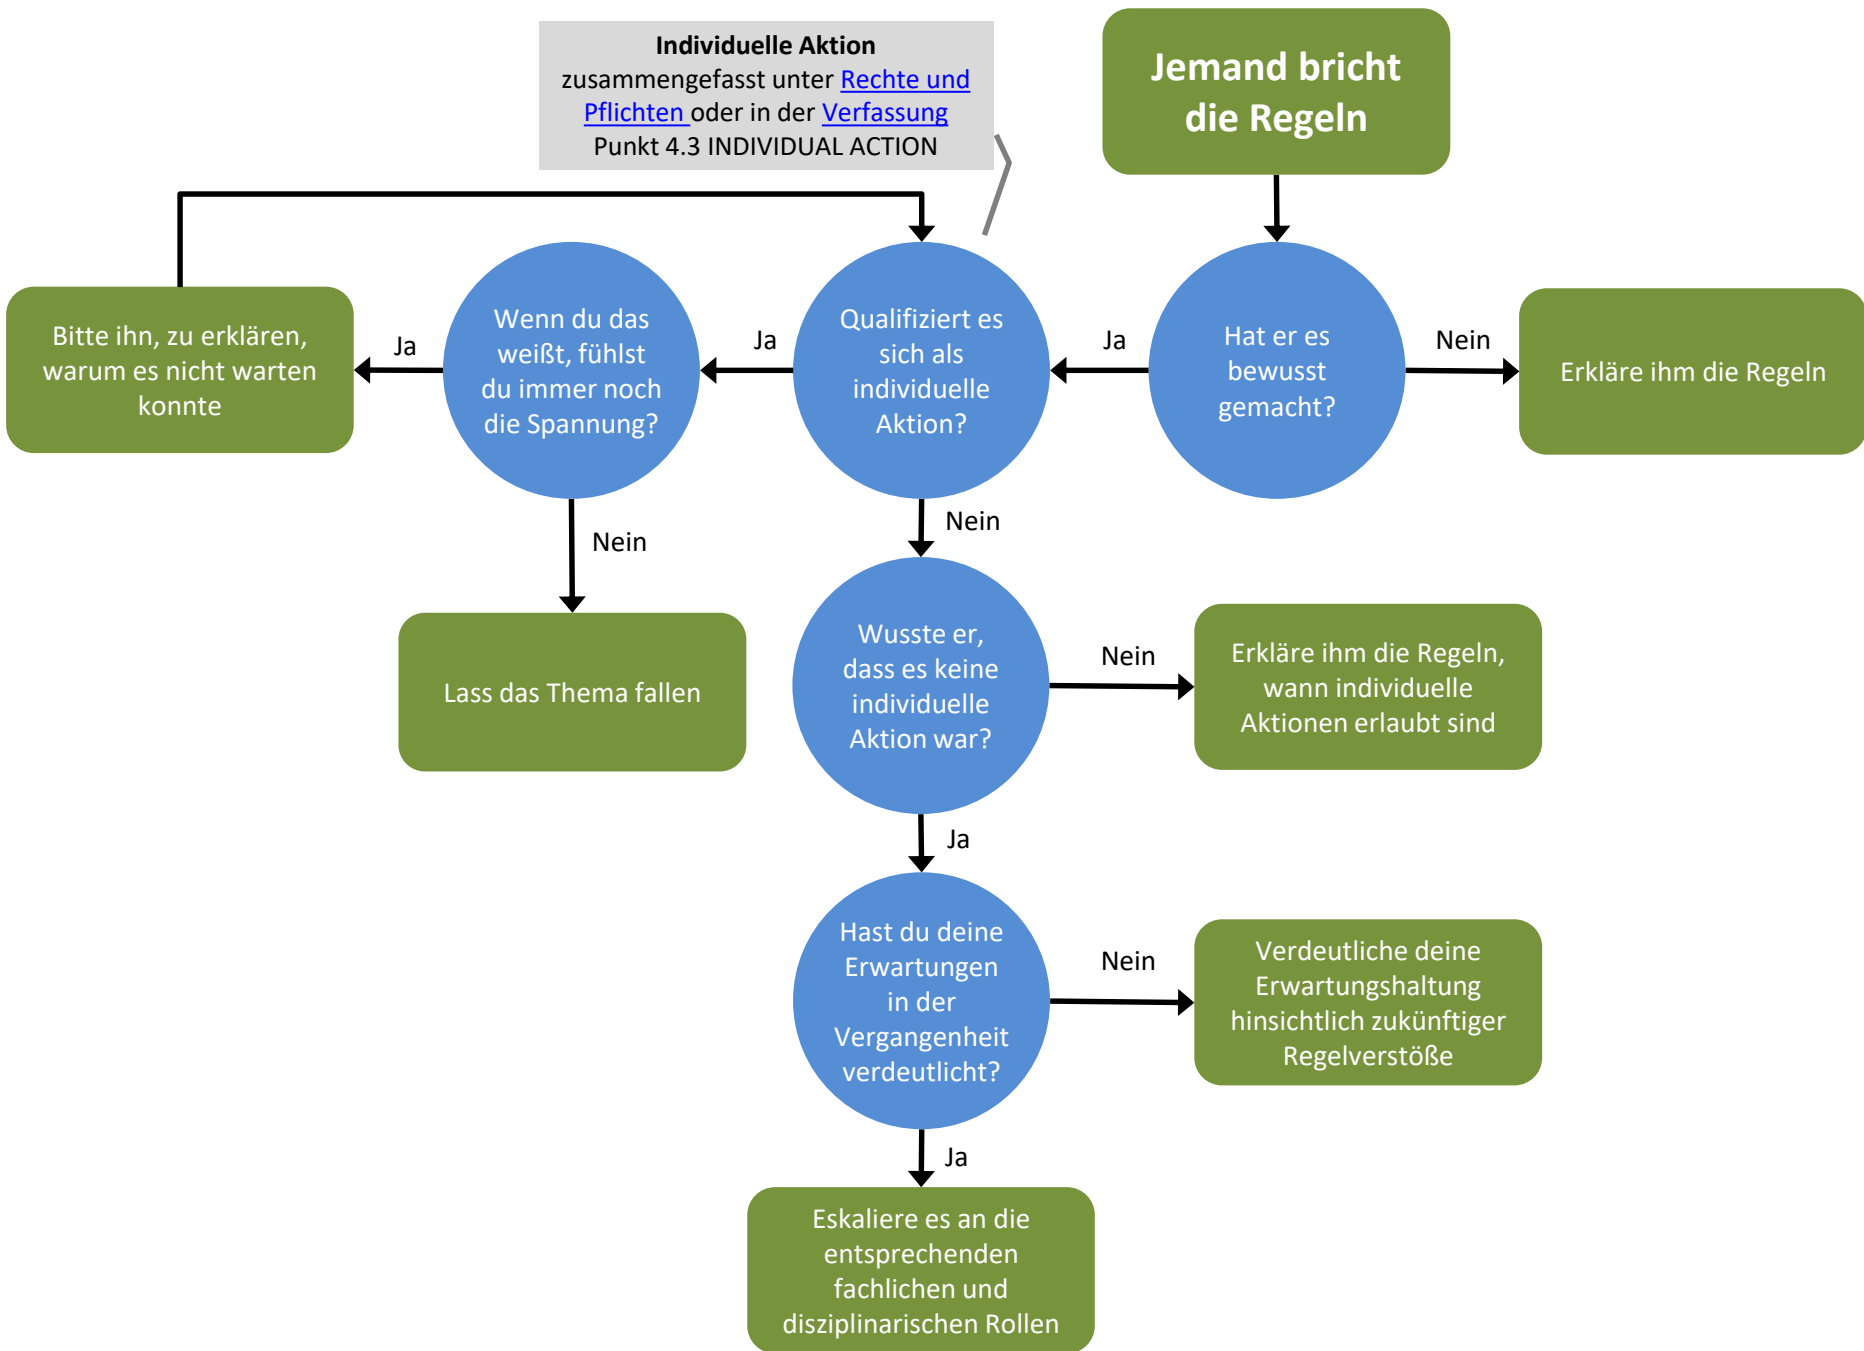 Individuelle Aktion
zusammengefasst unter Rechte und
Pflichten oder in der Verfassung
Punkt 4.3 INDIVIDUAL ACTION
Jemand bricht
die Regeln
Bitte ihn, zu erklären,
warum es nicht warten
konnte
Ja
Wenn du das
weißt, fühlst
du immer noch
die Spannung?
Ja
Qualifiziert es
sich als
individuelle
Aktion?
Ja
Hat er es
bewusst
gemacht?
Nein
Erkläre ihm die Regeln
Nein
Nein
Lass das Thema fallen
Wusste er,
dass es keine
individuelle
Aktion war?
Nein
Erkläre ihm die Regeln,
wann individuelle
Aktionen erlaubt sind
Ja
Hast du deine
Erwartungen
in der
Vergangenheit
verdeutlicht?
Nein
Verdeutliche deine
Erwartungshaltung
hinsichtlich zukünftiger
Regelverstöße
Ja
Eskaliere es an die
entsprechenden
fachlichen und
disziplinarischen Rollen